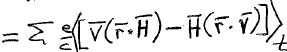 = Σ e/c ⟨[V̄(r̄·H̄) − H̄(r̄·v̄)]⟩_t